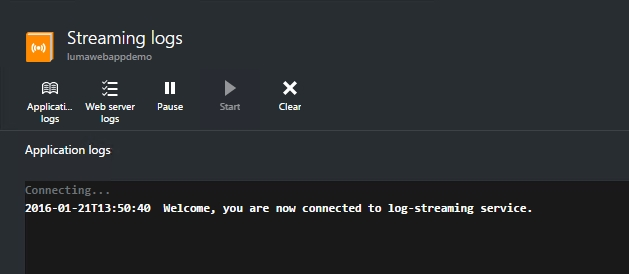 Streaming logs
lumawebappdemo
Applicati... logs
Web server logs
Pause
Start
Clear
Application logs
Connecting...
2016-01-21T13:50:40  Welcome, you are now connected to log-streaming service.